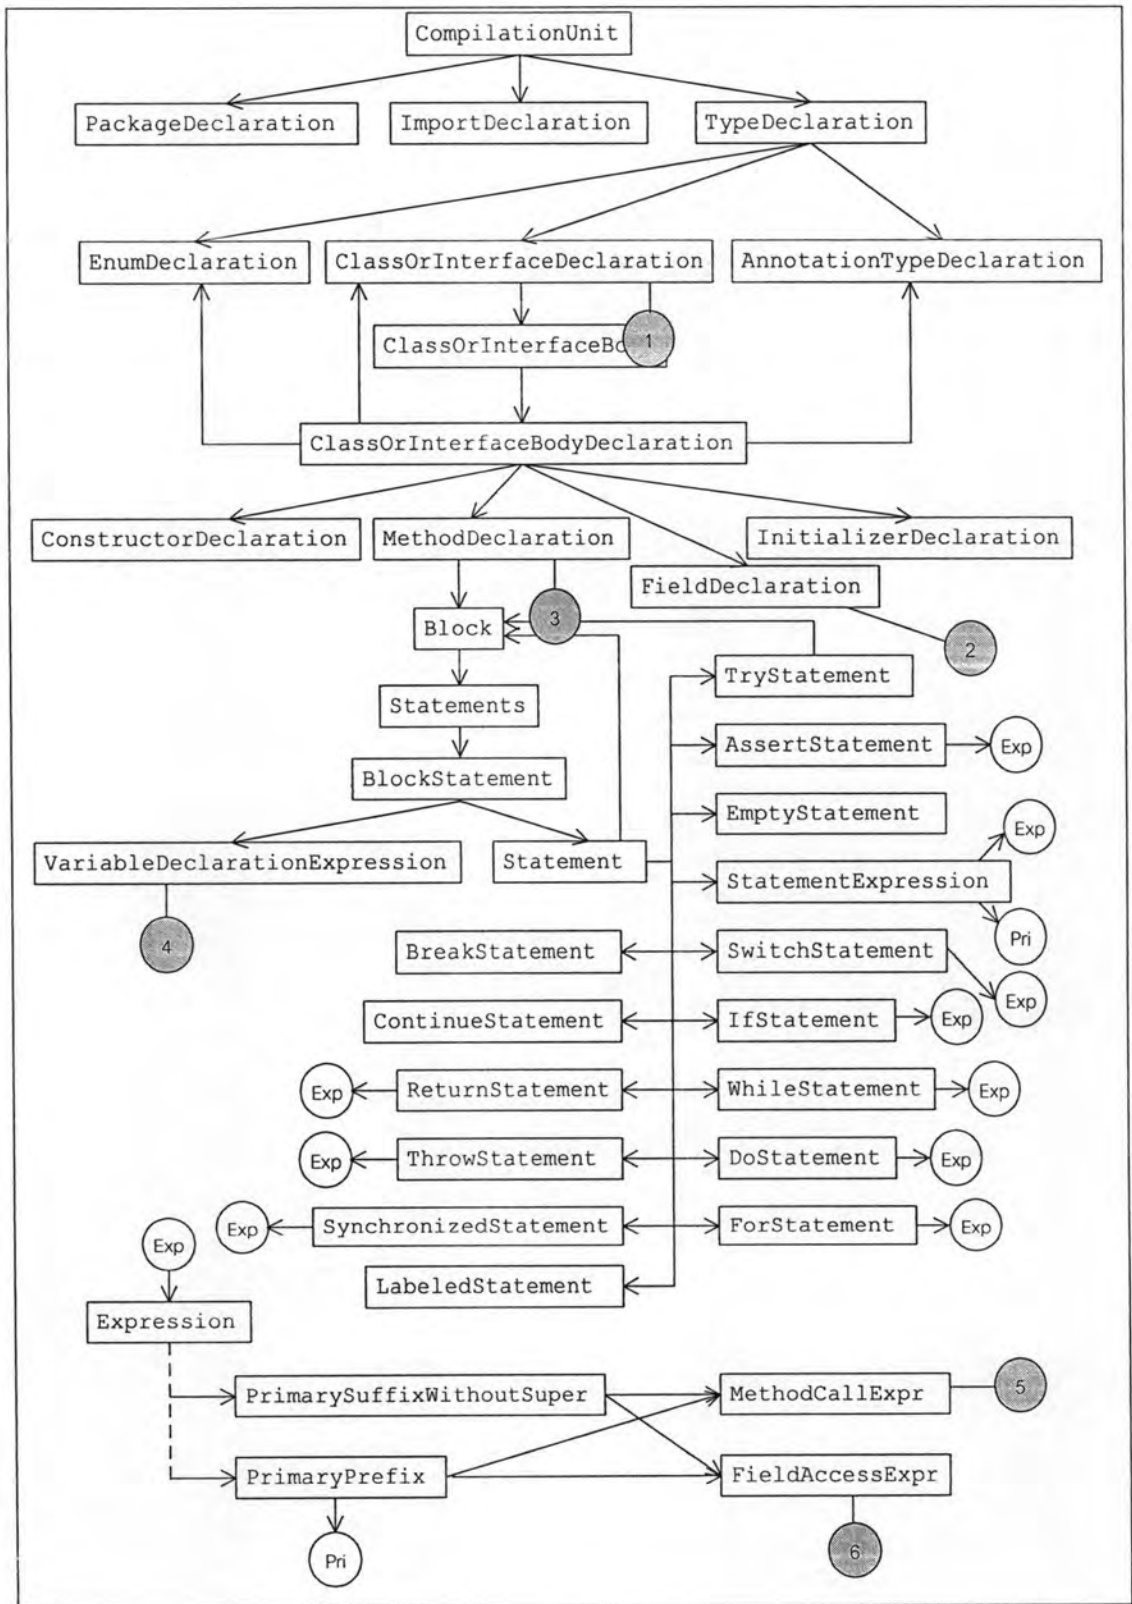 CompilationUnit
PackageDeclaration
ImportDeclaration
TypeDeclaration
EnumDeclaration
ClassOrInterfaceDeclaration
AnnotationTypeDeclaration
ClassOrInterfaceBo
1
ClassOrInterfaceBodyDeclaration
ConstructorDeclaration
MethodDeclaration
InitializerDeclaration
FieldDeclaration
Block
3
2
TryStatement
Statements
AssertStatement
Exp
BlockStatement
EmptyStatement
Exp
VariableDeclarationExpression
Statement
StatementExpression
4
Pri
BreakStatement
SwitchStatement
Exp
ContinueStatement
IfStatement
Exp
Exp
ReturnStatement
WhileStatement
Exp
Exp
ThrowStatement
DoStatement
Exp
Exp
SynchronizedStatement
ForStatement
Exp
Exp
LabeledStatement
Expression
PrimarySuffixWithoutSuper
MethodCallExpr
5
PrimaryPrefix
FieldAccessExpr
Pri
6